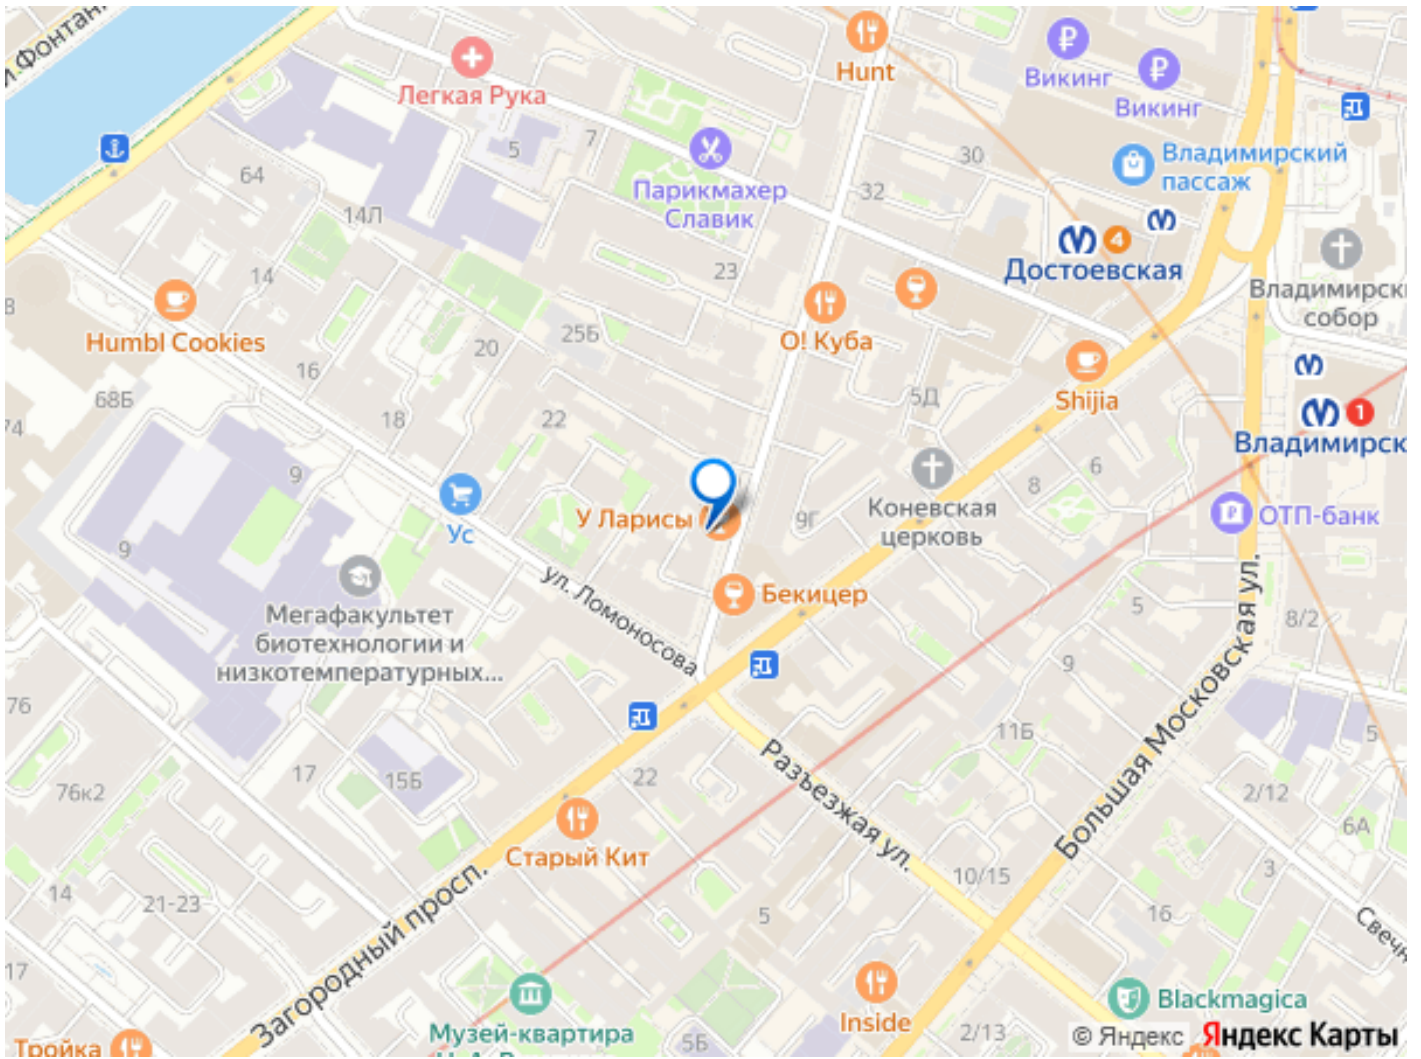 и Фонтан
Легкая Рука
Hunt
Викинг
Викинг
Владимирский
пассаж
Парикмахер
Славик
5
7
30
32
64
14Л
14
23
4
Достоевская
Владимирск
собор
Humbl Cookies
25Б
20
16
О! Куба
Shijia
5Д
1
Владимирск
68Б
74
18
22
9
Ус
У Ларисы
9Г
Коневская
церковь
8
6
ОТП-банк
9
Мегафакультет
биотехнологии и
низкотемпературных...
ул. Ломоносова
Бекицер
5
8/2
9
76
76к2
17
15Б
22
11Б
5
Разъезжая ул.
Большая Московская ул.
2/12
6А
3
Старый Кит
Загородный просп.
14
21-23
17
10/15
5
16
Свечн
Музей-квартира
Inside
Blackmagica
2/13
5Б
Тройка
© Яндекс
Яндекс Карты